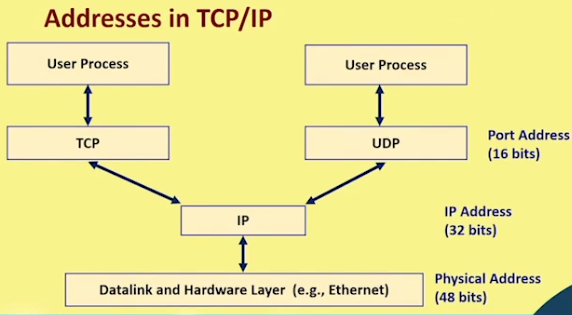 Addresses in TCP/IP
User Process
User Process
TCP
UDP
Port Address
(16 bits)
IP
IP Address
(32 bits)
Datalink and Hardware Layer (e.g., Ethernet)
Physical Address
(48 bits)